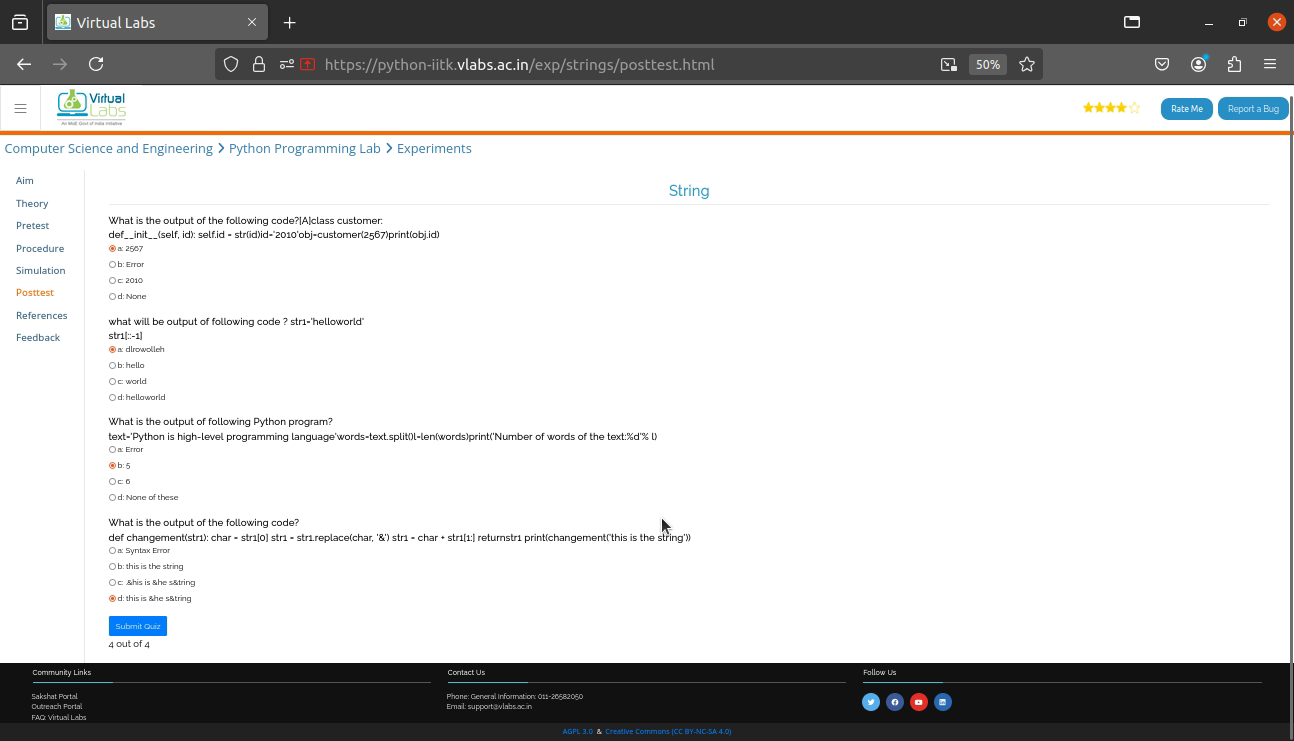 Virtual Labs
https://python-iitk.vlabs.ac.in/exp/strings/posttest.html
50%
Virtual
Labs
An MoE Govt of India Initiative
Rate Me
Report a Bug
Computer Science and Engineering
Python Programming Lab
Experiments
Aim
Theory
Pretest
Procedure
Simulation
Posttest
References
Feedback
String
What is the output of the following code?[A]class customer:
def__init__(self, id): self.id = str(id)id='2010'obj=customer(2567)print(obj.id)
a: 2567
b: Error
c: 2010
d: None
what will be output of following code ? str1='helloworld'
str1[::-1]
a: dlrowolleh
b: hello
c: world
d: helloworld
What is the output of following Python program?
text='Python is high-level programming language'words=text.split()l=len(words)print('Number of words of the text:%d'% l)
a: Error
b: 5
c: 6
d: None of these
What is the output of the following code?
def changement(str1): char = str1[0] str1 = str1.replace(char, '&') str1 = char + str1[1:] returnstr1 print(changement('this is the string'))
a: Syntax Error
b: this is the string
c: .&his is &he s&tring
d: this is &he s&tring
Submit Quiz
4 out of 4
Community Links
Sakshat Portal
Outreach Portal
FAQ: Virtual Labs
Contact Us
Phone: General Information: 011-26582050
Email: support@vlabs.ac.in
Follow Us
AGPL 3.0 & Creative Commons (CC BY-NC-SA 4.0)